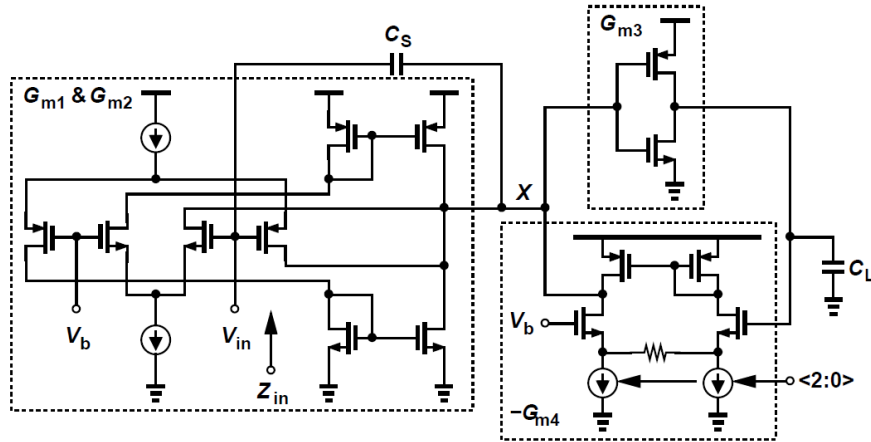 C_S
G_m3
G_m1 & G_m2
X
C_L
V_b
V_in
V_b
Z_in
<2:0>
−G_m4